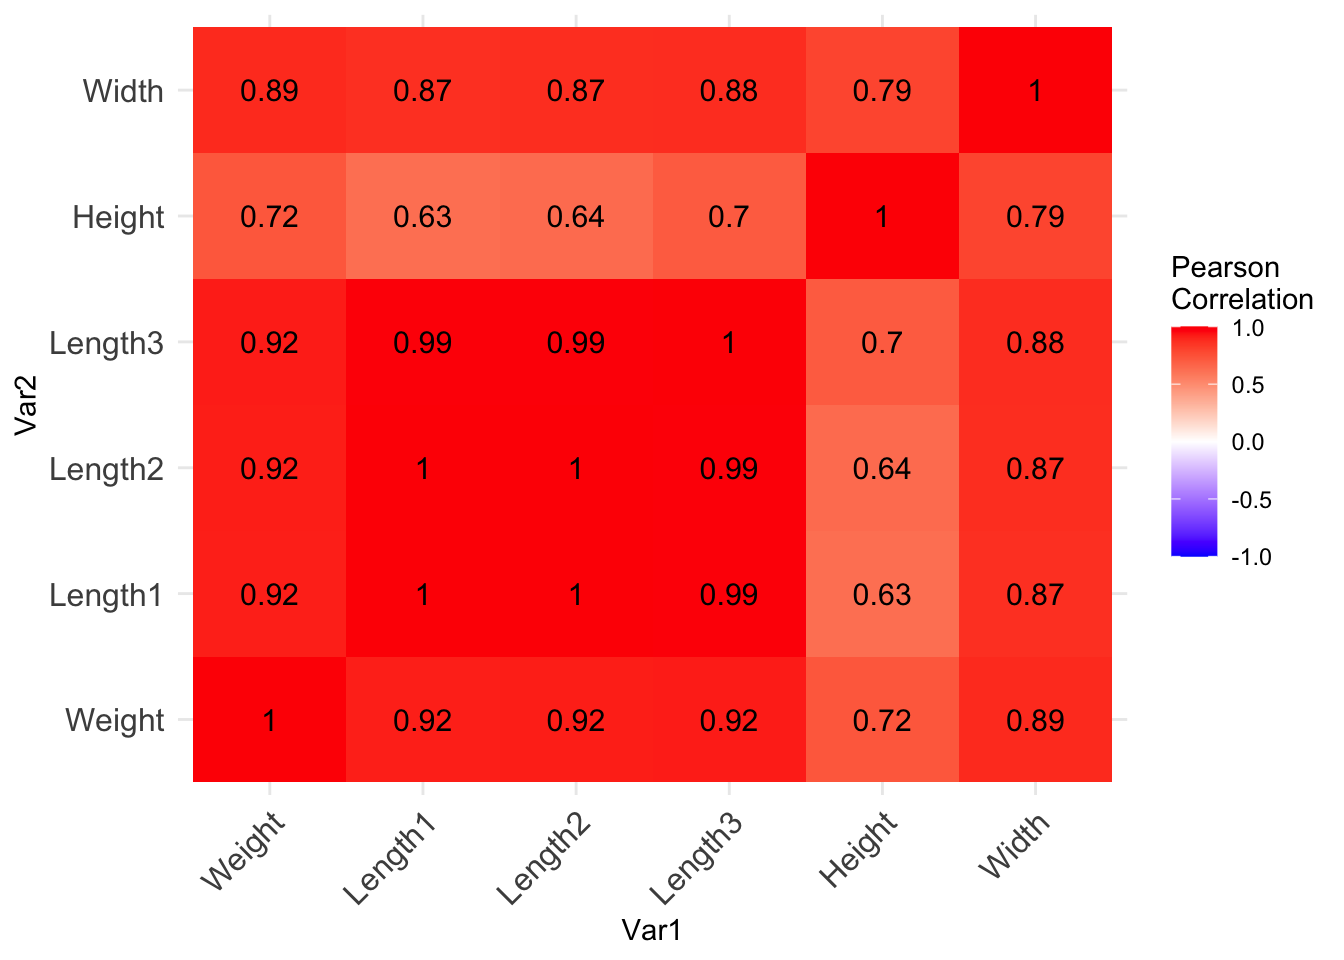 Width 0.89 0.87 0.87 0.88 0.79 1
Height 0.72 0.63 0.64 0.7 1 0.79
Length3 0.92 0.99 0.99 1 0.7 0.88
Length2 0.92 1 1 0.99 0.64 0.87
Length1 0.92 1 1 0.99 0.63 0.87
Weight 1 0.92 0.92 0.92 0.72 0.89
Var2
Weight Length1 Length2 Length3 Height Width
Var1
Pearson
Correlation
1.0
0.5
0.0
-0.5
-1.0